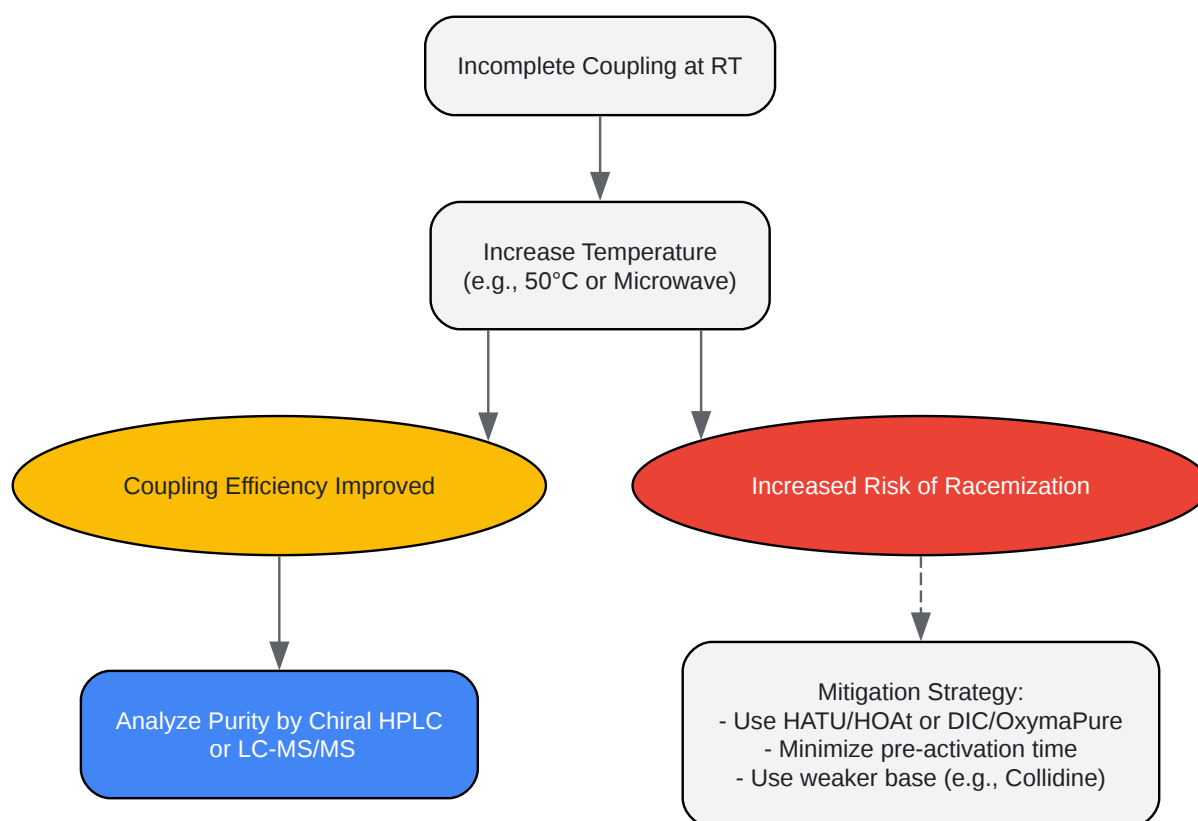 Incomplete Coupling at RT
Increase Temperature
(e.g., 50°C or Microwave)
Coupling Efficiency Improved
Increased Risk of Racemization
Analyze Purity by Chiral HPLC
or LC-MS/MS
Mitigation Strategy:
- Use HATU/HOAt or DIC/OxymaPure
- Minimize pre-activation time
- Use weaker base (e.g., Collidine)